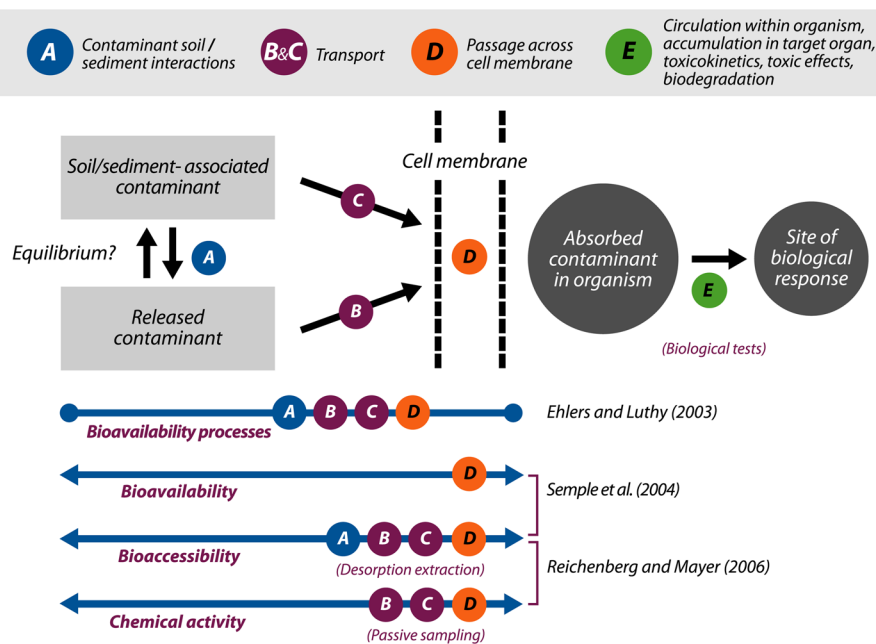 A
Contaminant soil /
sediment interactions
B&C
Transport
D
Passage across
cell membrane
E
Circulation within organism,
accumulation in target organ,
toxicokinetics, toxic effects,
biodegradation
Soil/sediment- associated
contaminant
Cell membrane
C
Equilibrium?
A
D
Absorbed
contaminant
in organism
Site of
biological
response
E
Released
contaminant
B
(Biological tests)
A B C D
Bioavailability processes
Ehlers and Luthy (2003)
D
Bioavailability
Semple et al. (2004)
A B C D
Bioaccessibility
(Desorption extraction)
Reichenberg and Mayer (2006)
B C D
Chemical activity
(Passive sampling)